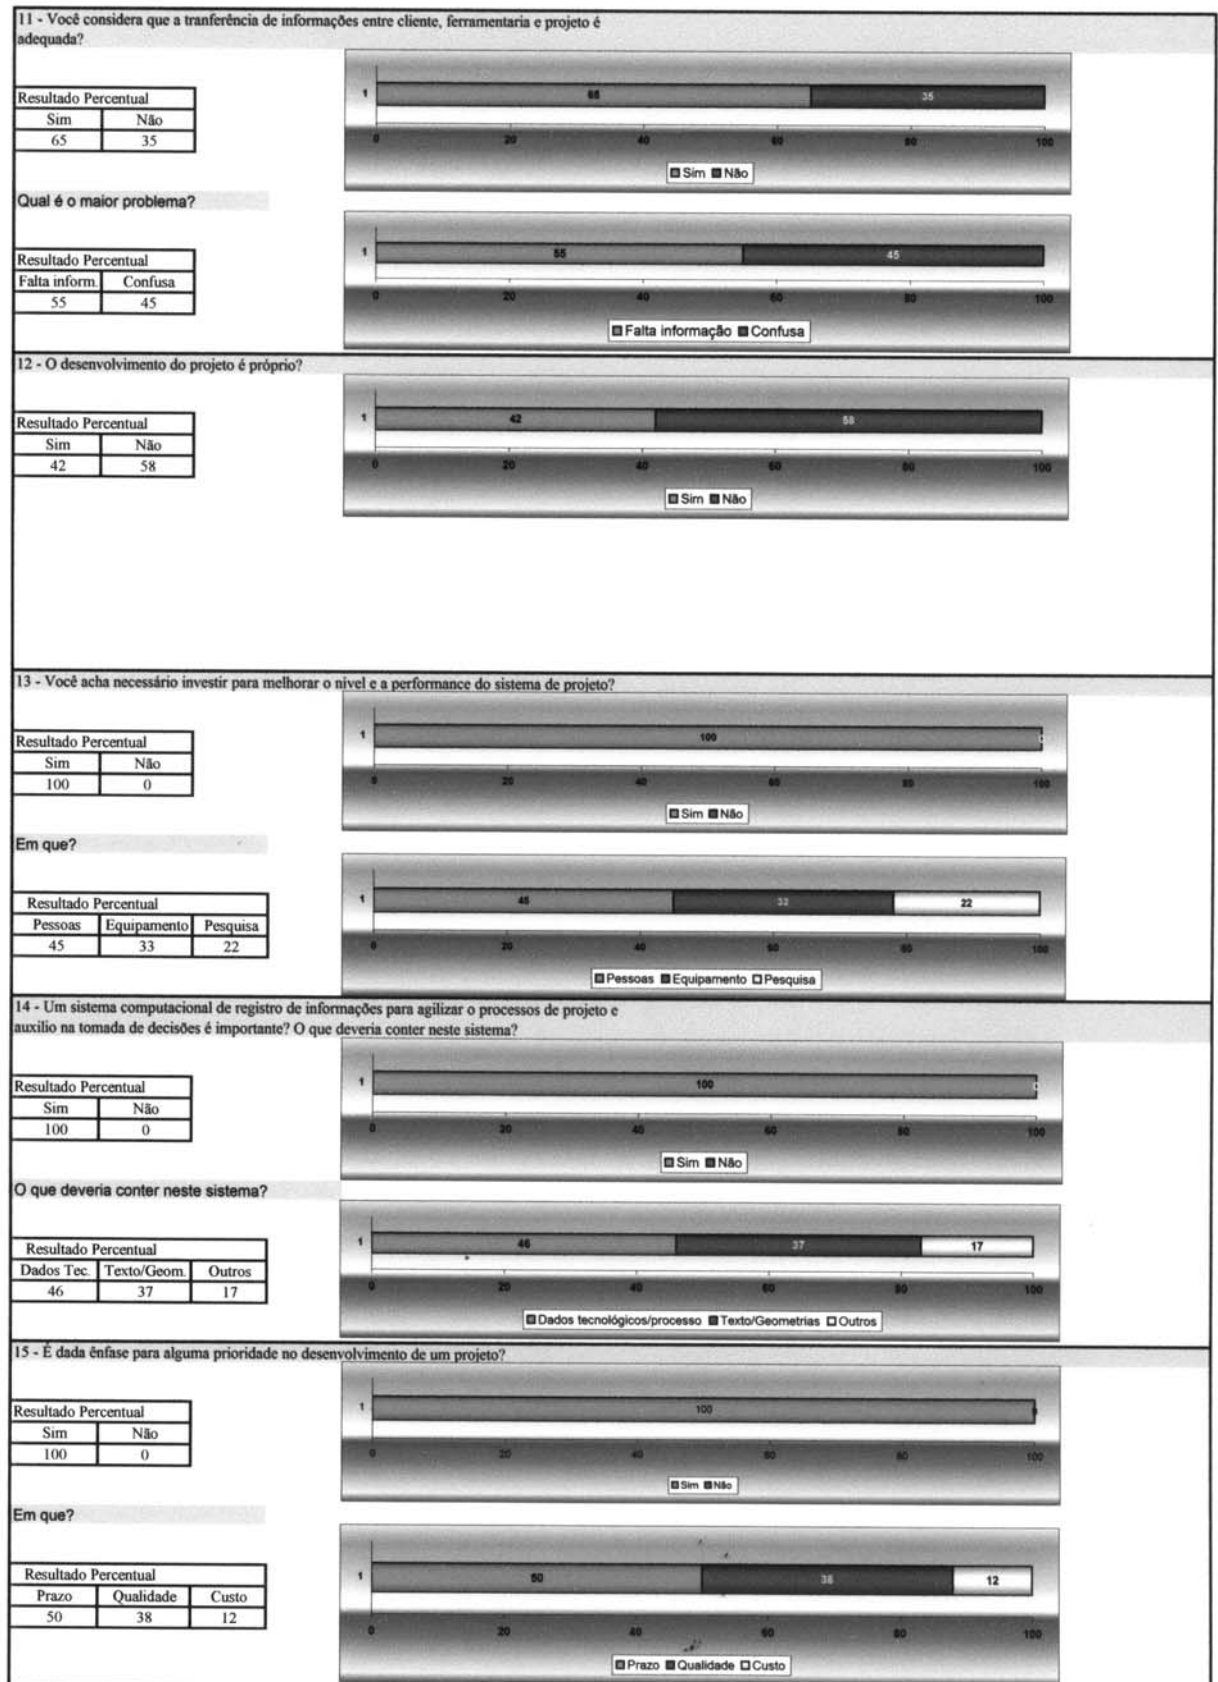 11 - Você considera que a tranferência de informações entre cliente, ferramentaria e projeto é
adequada?
Resultado Percentual
Sim Não
65 35
1 65 35
0 20 40 60 80 100
Sim Não
Qual é o maior problema?
Resultado Percentual
Falta inform. Confusa
55 45
1 55 45
0 20 40 60 80 100
Falta informação Confusa
12 - O desenvolvimento do projeto é próprio?
Resultado Percentual
Sim Não
42 58
1 42 58
0 20 40 60 80 100
Sim Não
13 - Você acha necessário investir para melhorar o nivel e a performance do sistema de projeto?
Resultado Percentual
Sim Não
100 0
1 100 0
0 20 40 60 80 100
Sim Não
Em que?
Resultado Percentual
Pessoas Equipamento Pesquisa
45 33 22
1 45 33 22
0 20 40 60 80 100
Pessoas Equipamento Pesquisa
14 - Um sistema computacional de registro de informações para agilizar o processos de projeto e
auxilio na tomada de decisões é importante? O que deveria conter neste sistema?
Resultado Percentual
Sim Não
100 0
1 100 0
0 20 40 60 80 100
Sim Não
O que deveria conter neste sistema?
Resultado Percentual
Dados Tec. Texto/Geom. Outros
46 37 17
1 46 37 17
0 20 40 60 80 100
Dados tecnológicos/processo Texto/Geometrias Outros
15 - É dada ênfase para alguma prioridade no desenvolvimento de um projeto?
Resultado Percentual
Sim Não
100 0
1 100 0
0 20 40 60 80 100
Sim Não
Em que?
Resultado Percentual
Prazo Qualidade Custo
50 38 12
1 50 38 12
0 20 40 60 80 100
Prazo Qualidade Custo